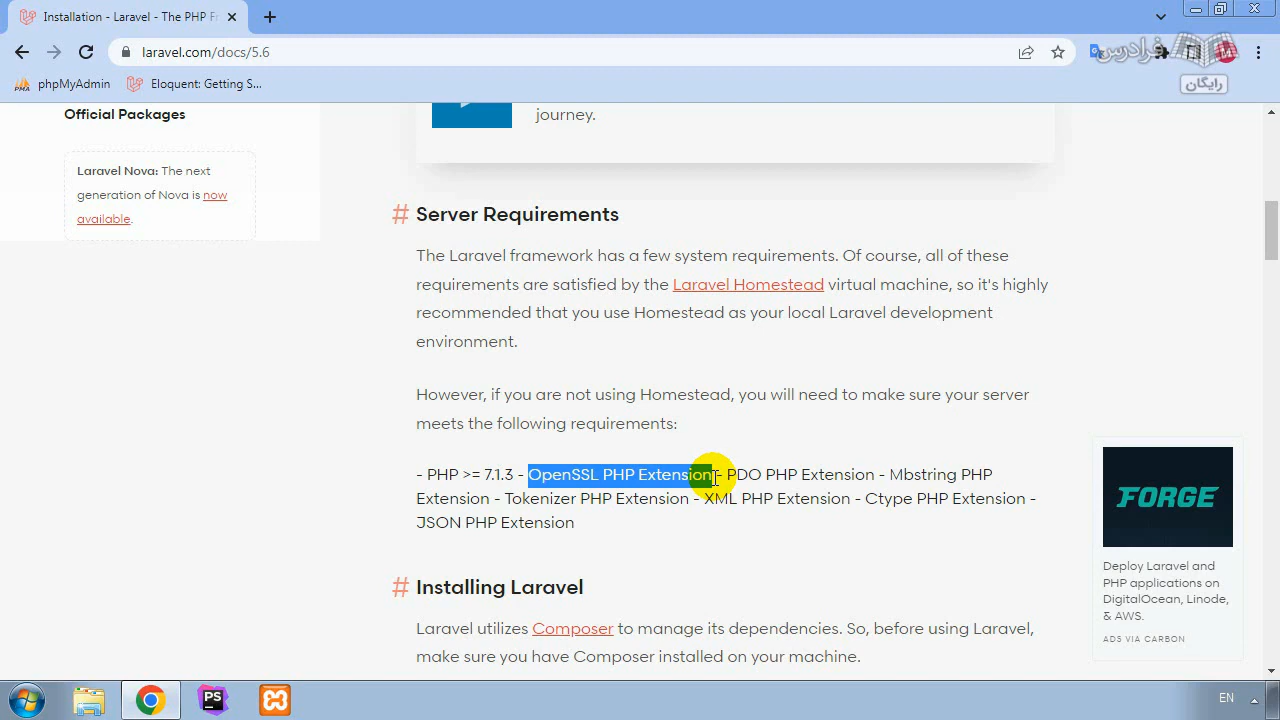 Installation - Laravel - The PHP Fr
laravel.com/docs/5.6
فرادرس
رایگان
phpMyAdmin
Eloquent: Getting S...
Official Packages
Laravel Nova: The next
generation of Nova is now
available.
journey.
# Server Requirements
The Laravel framework has a few system requirements. Of course, all of these
requirements are satisfied by the Laravel Homestead virtual machine, so it's highly
recommended that you use Homestead as your local Laravel development
environment.
However, if you are not using Homestead, you will need to make sure your server
meets the following requirements:
- PHP >= 7.1.3 - OpenSSL PHP Extension - PDO PHP Extension - Mbstring PHP
Extension - Tokenizer PHP Extension - XML PHP Extension - Ctype PHP Extension -
JSON PHP Extension
FORGE
Deploy Laravel and
PHP applications on
DigitalOcean, Linode,
& AWS.
ADS VIA CARBON
# Installing Laravel
Laravel utilizes Composer to manage its dependencies. So, before using Laravel,
make sure you have Composer installed on your machine.
PS
EN